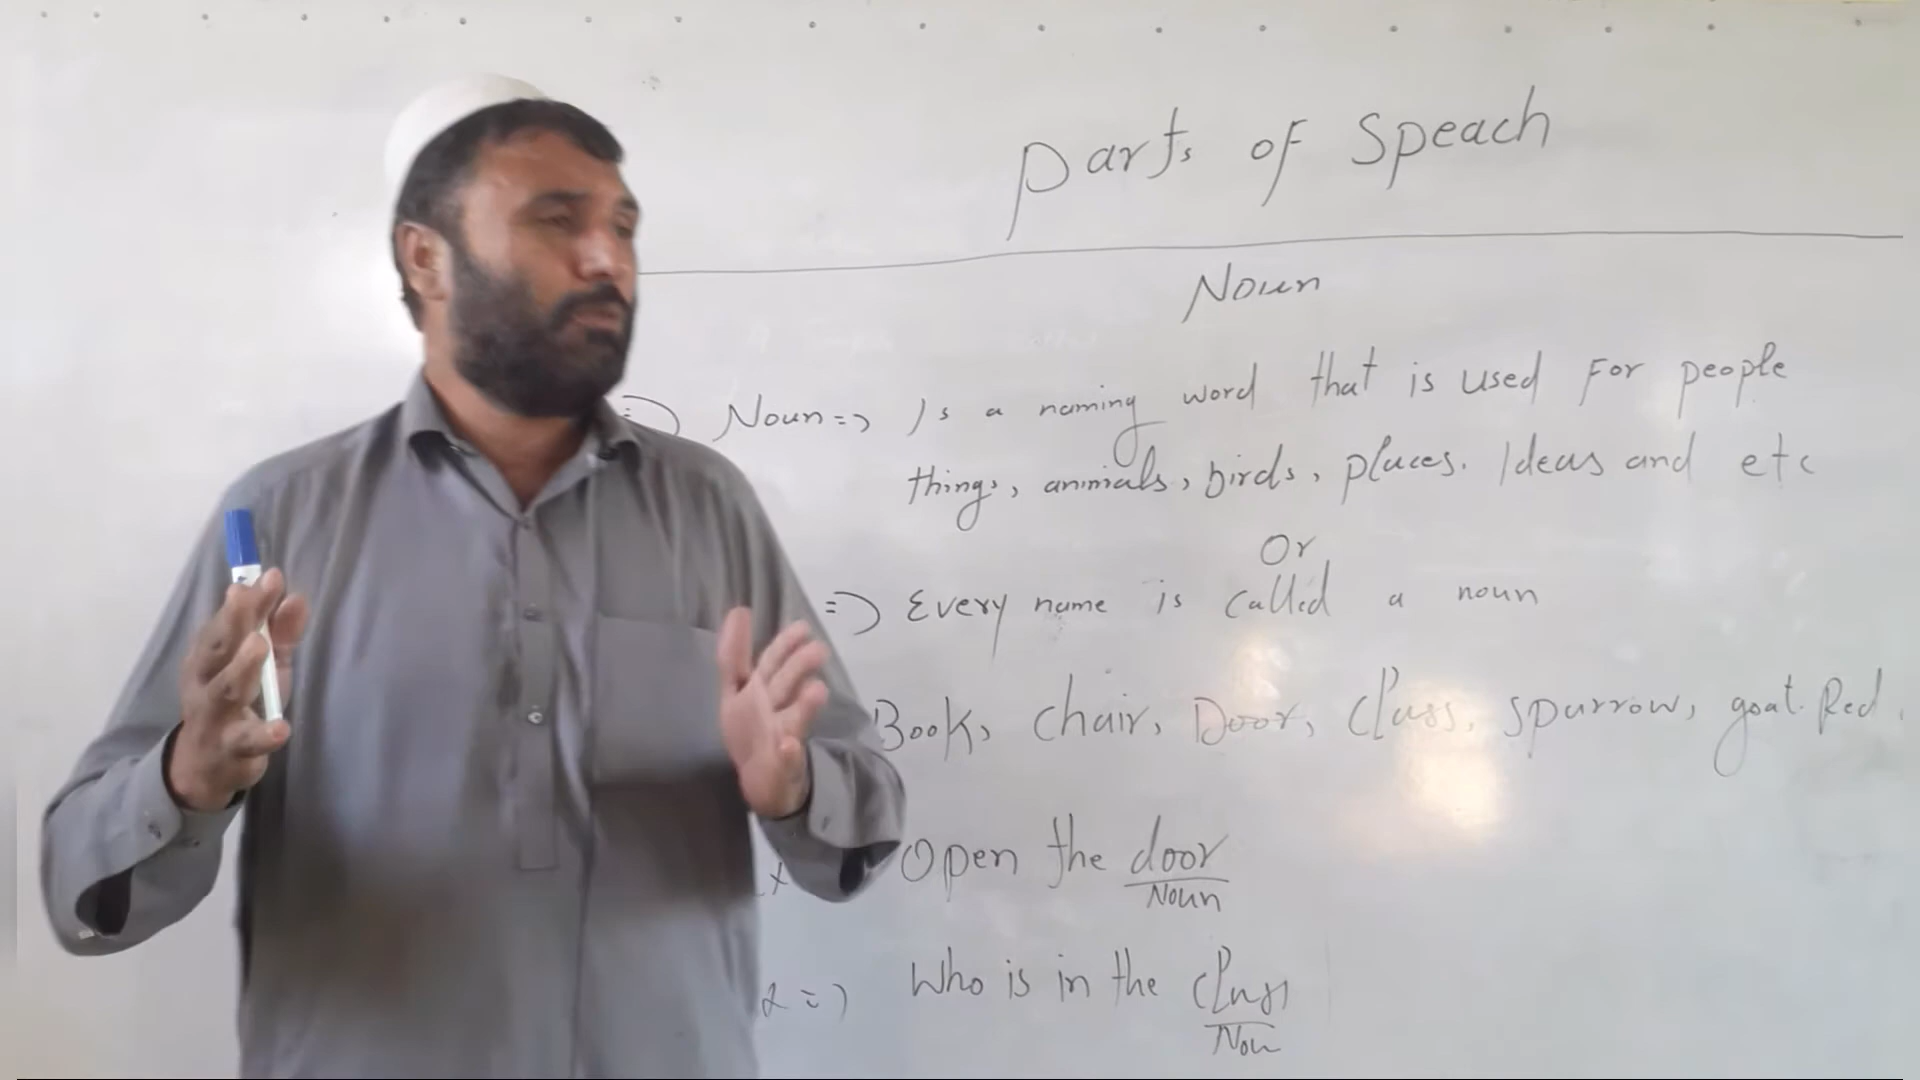 Parts of Speach
Noun
=> Noun => Is a naming word that is used For people
things, animals, birds, places. Ideas and etc
Or
=> Every name is called a noun
Book, Chair, Door, Class, Sparrow, goat. Red.
Open the door
Noun
2 => Who is in the Class
Nou